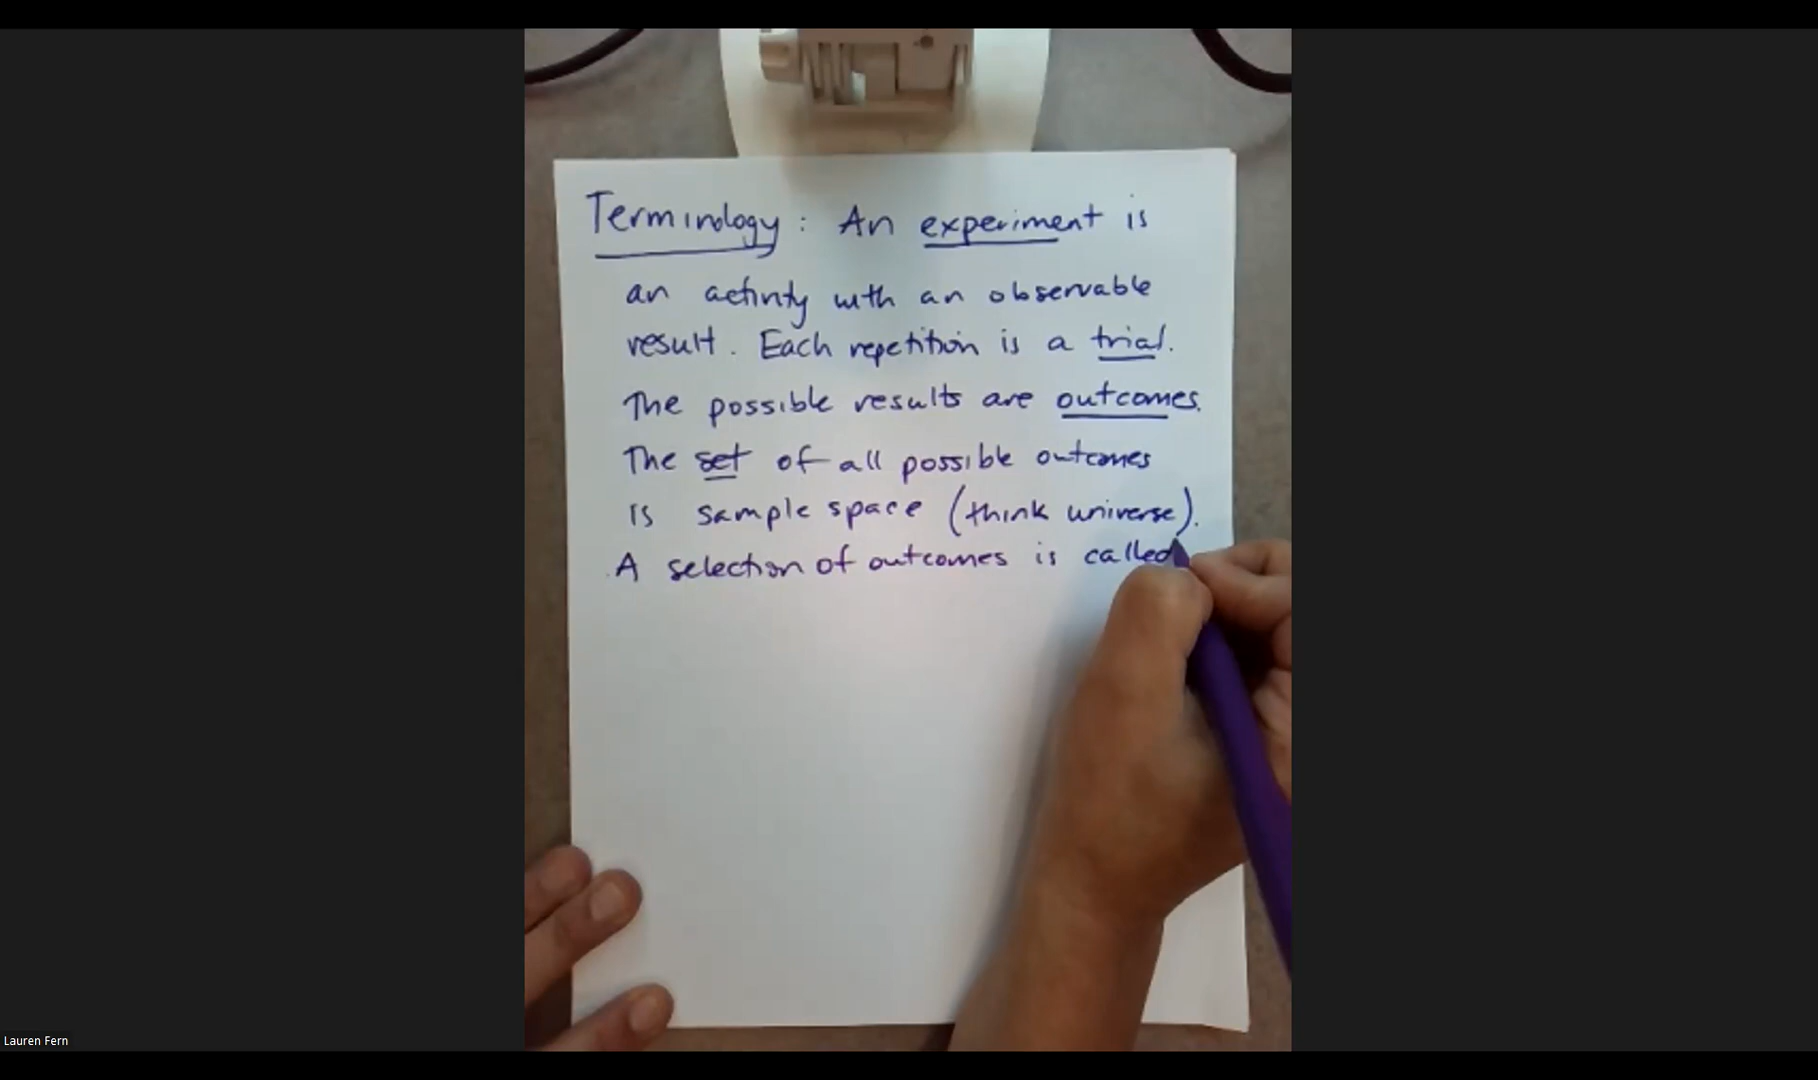 Terminology: An experiment is
an activity with an observable
result. Each repetition is a trial.
The possible results are outcomes.
The set of all possible outcomes
is sample space (think universe).
A selection of outcomes is called
Lauren Fern